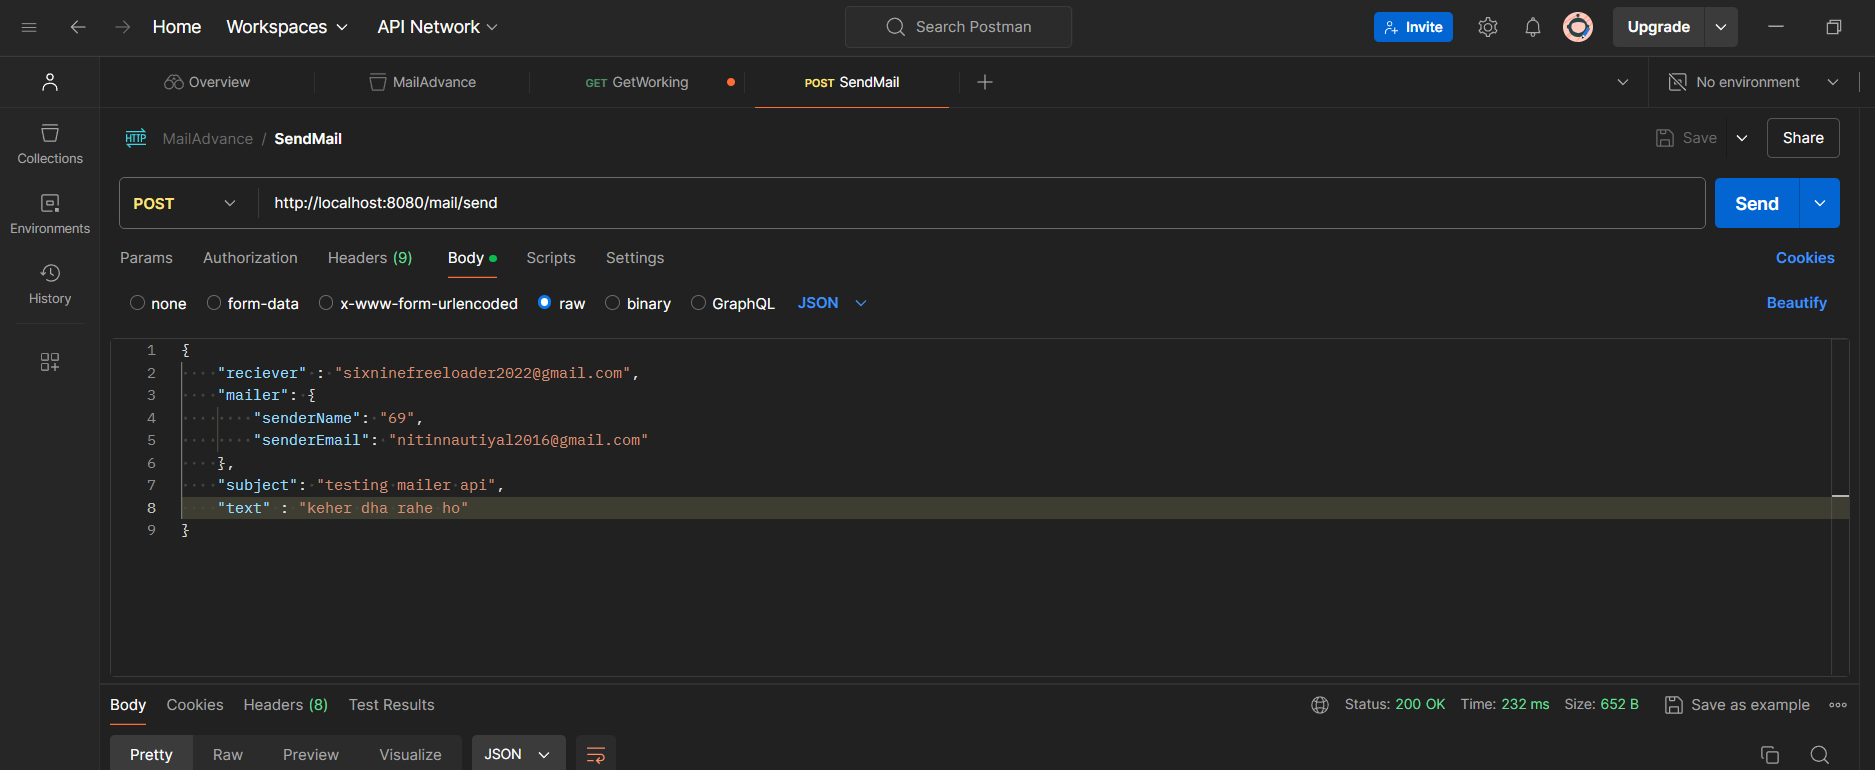 Home Workspaces API Network Search Postman Invite Upgrade
Overview MailAdvance GET GetWorking POST SendMail No environment
HTTP MailAdvance / SendMail Save Share
Collections
Environments
History
POST http://localhost:8080/mail/send Send
Params Authorization Headers (9) Body Scripts Settings Cookies
none form-data x-www-form-urlencoded raw binary GraphQL JSON Beautify
1 {
2 "reciever" : "sixninefreeloader2022@gmail.com",
3 "mailer": {
4 "senderName": "69",
5 "senderEmail": "nitinnautiyal2016@gmail.com"
6 },
7 "subject": "testing mailer api",
8 "text" : "keher dha rahe ho"
9 }
Body Cookies Headers (8) Test Results Status: 200 OK Time: 232 ms Size: 652 B Save as example
Pretty Raw Preview Visualize JSON